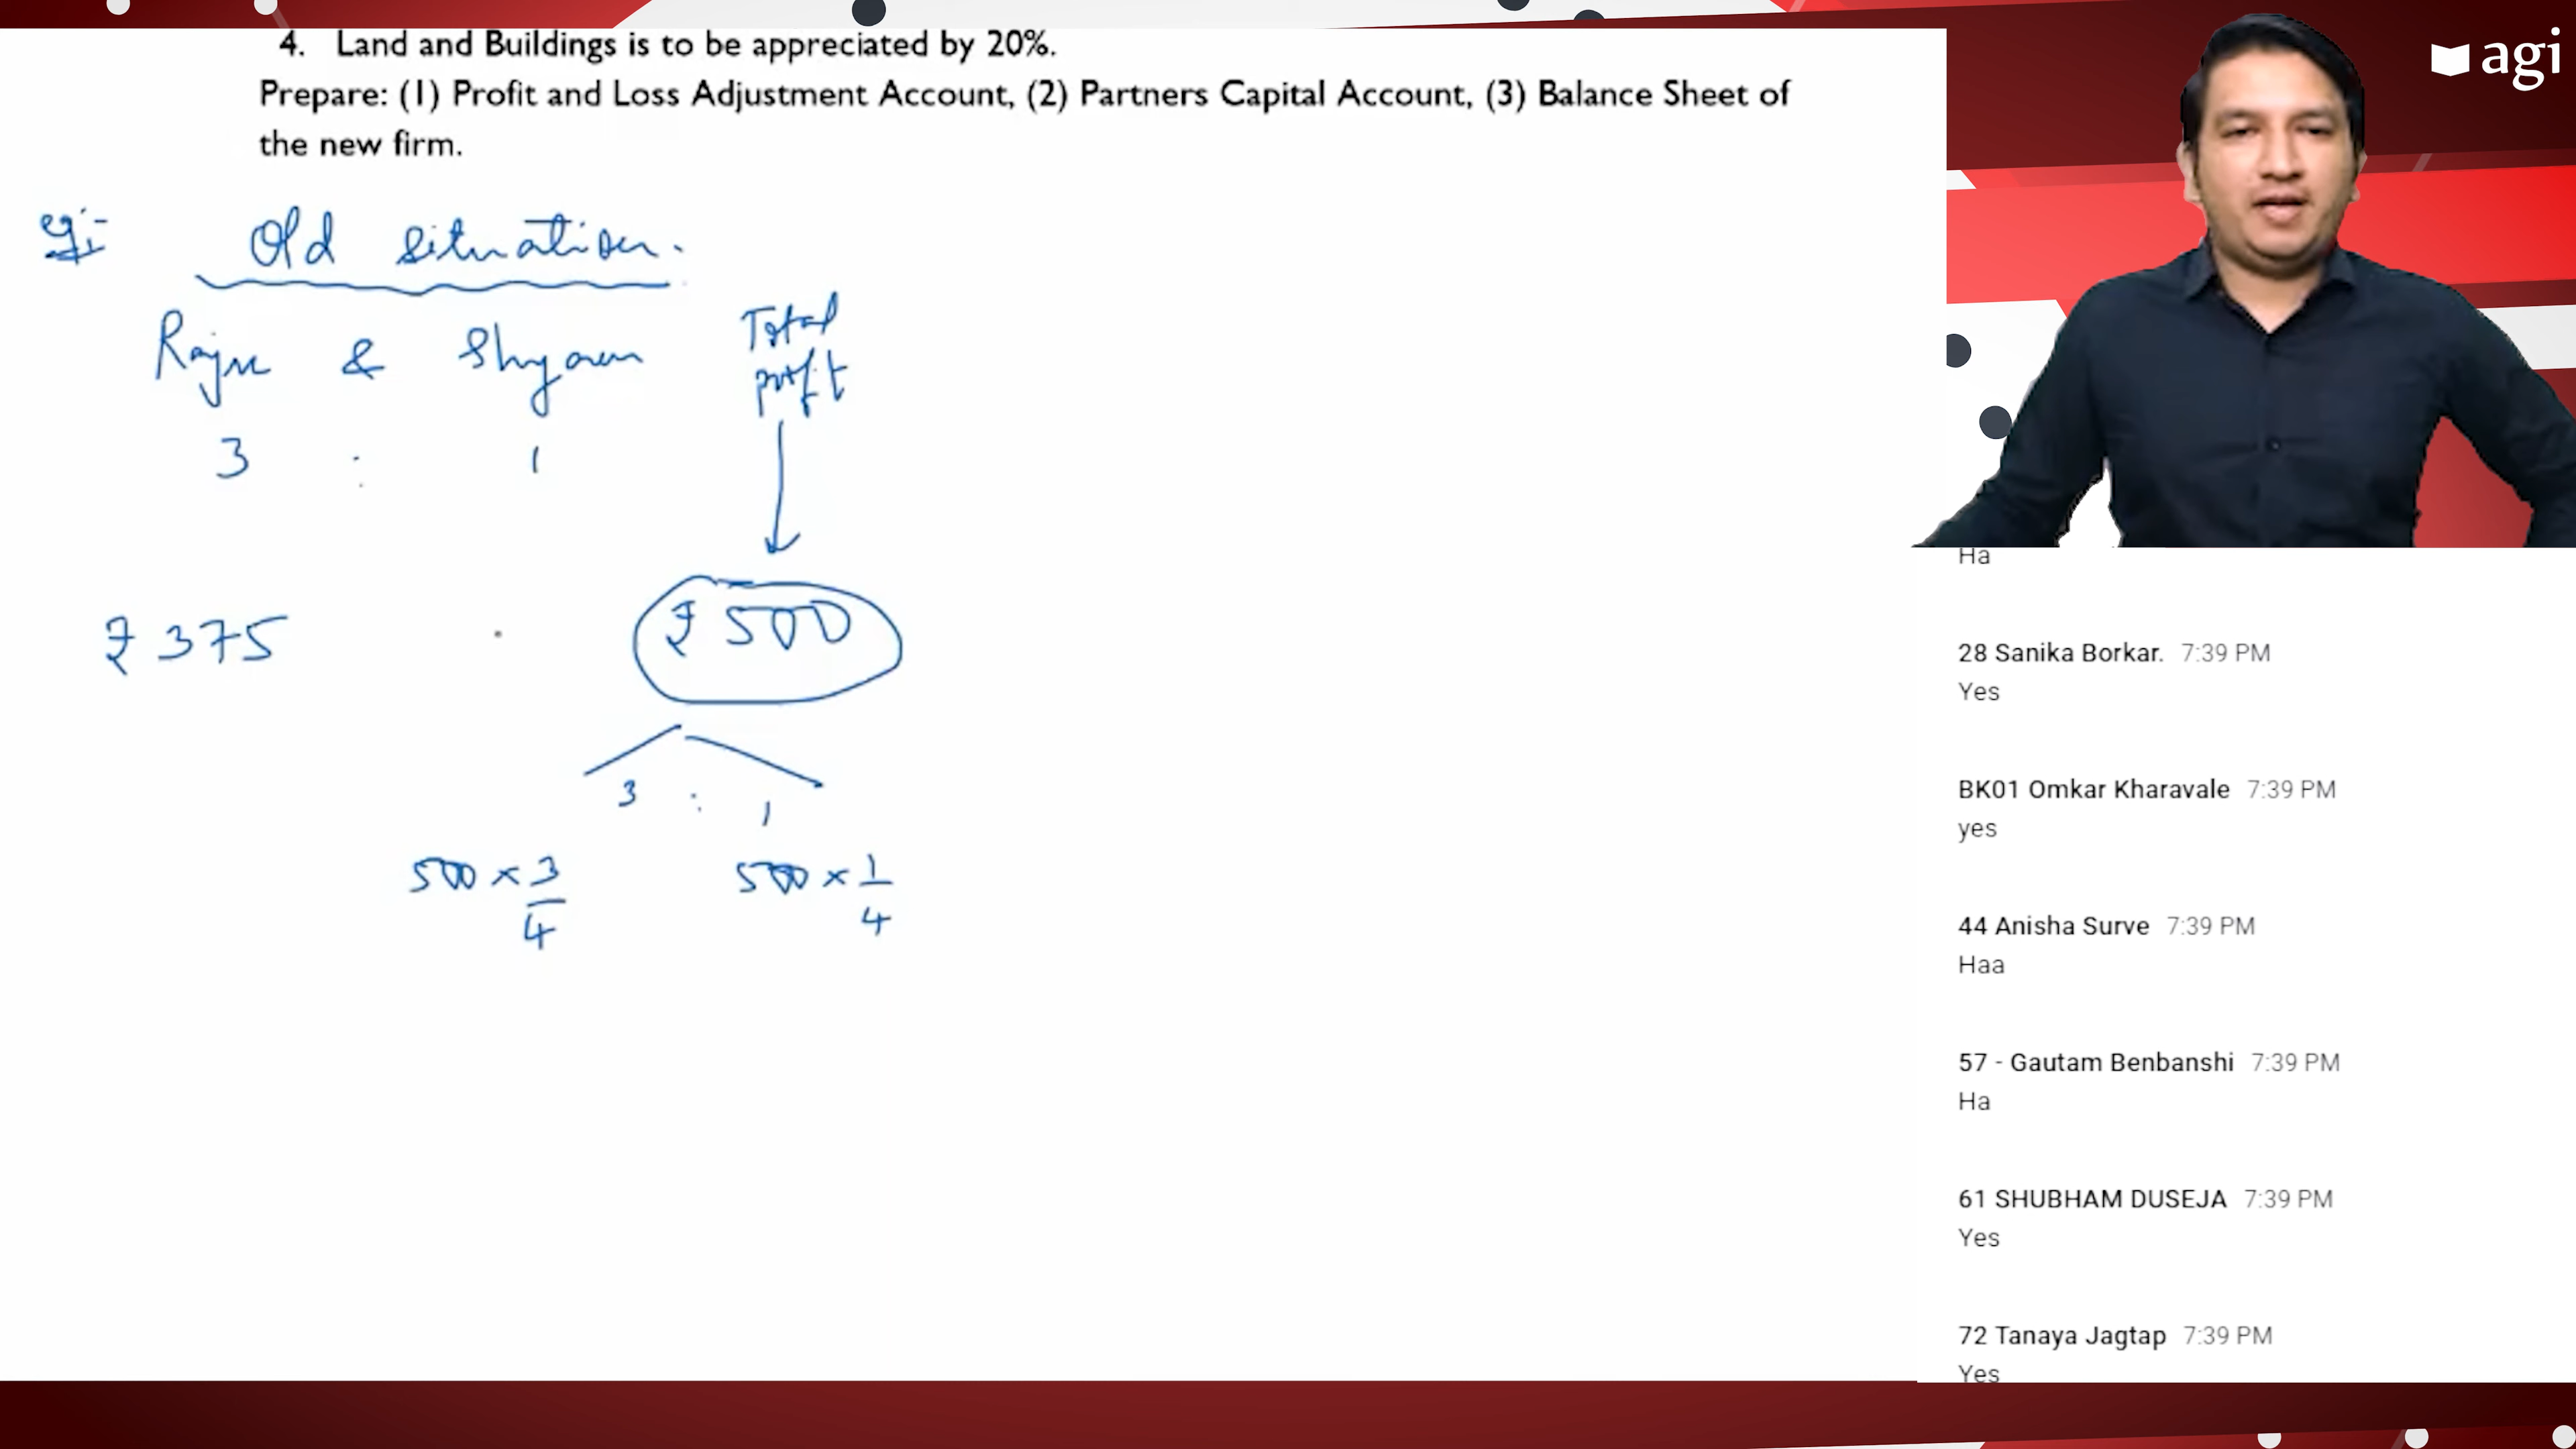 4. Land and Buildings is to be appreciated by 20%.
Prepare: (1) Profit and Loss Adjustment Account, (2) Partners Capital Account, (3) Balance Sheet of
the new firm.
eg:-
Old situation.
Raju & Shyam
3 : 1
Total
profit
₹ 375
₹ 500
3 : 1
500 × 3/4
500 × 1/4
agi
Ha
28 Sanika Borkar. 7:39 PM
Yes
BK01 Omkar Kharavale 7:39 PM
yes
44 Anisha Surve 7:39 PM
Haa
57 - Gautam Benbanshi 7:39 PM
Ha
61 SHUBHAM DUSEJA 7:39 PM
Yes
72 Tanaya Jagtap 7:39 PM
Yes